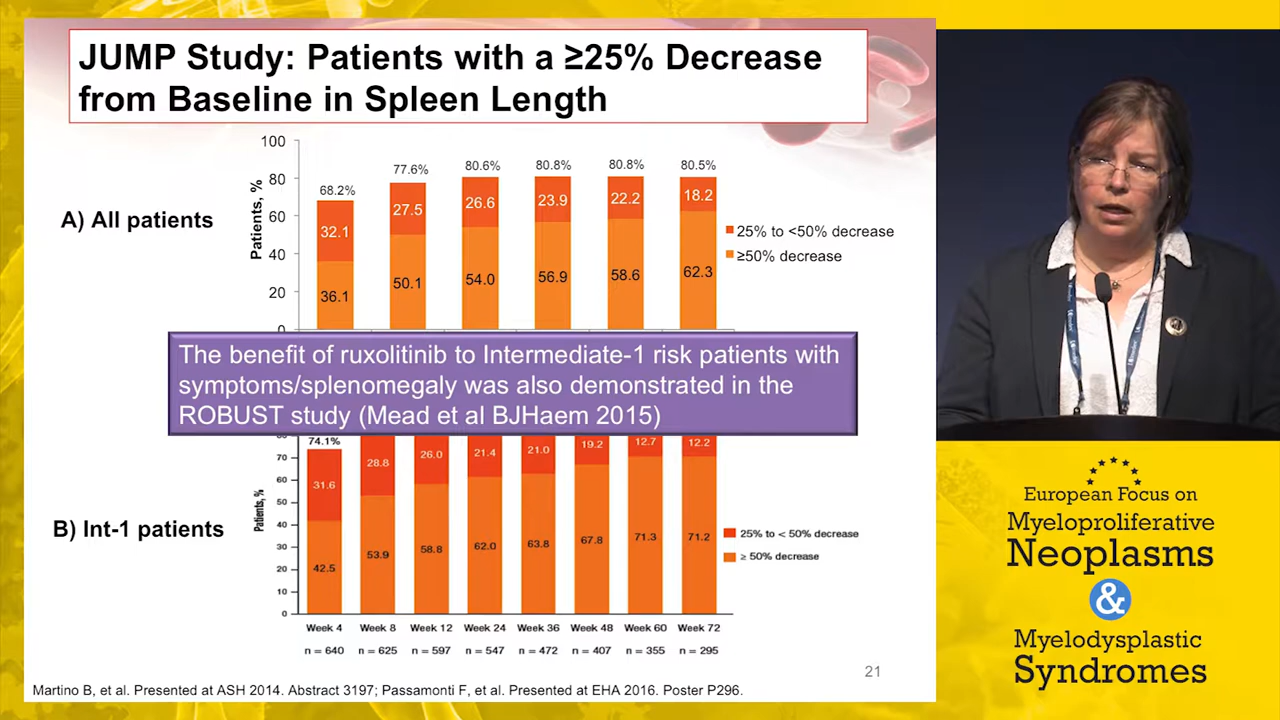 JUMP Study: Patients with a ≥25% Decrease
from Baseline in Spleen Length
A) All patients
Patients, %
100
80
60
40
20
0
68.2%
77.6%
80.6%
80.8%
80.8%
80.5%
32.1
27.5
26.6
23.9
22.2
18.2
36.1
50.1
54.0
56.9
58.6
62.3
25% to <50% decrease
≥50% decrease
The benefit of ruxolitinib to Intermediate-1 risk patients with
symptoms/splenomegaly was also demonstrated in the
ROBUST study (Mead et al BJHaem 2015)
B) Int-1 patients
Patients, %
80
70
60
50
40
30
20
10
0
74.1%
31.6
28.8
26.0
21.4
21.0
19.2
12.7
12.2
42.5
53.9
58.8
62.0
63.8
67.8
71.3
71.2
25% to < 50% decrease
≥ 50% decrease
Week 4 Week 8 Week 12 Week 24 Week 36 Week 48 Week 60 Week 72
n = 640 n = 625 n = 597 n = 547 n = 472 n = 407 n = 355 n = 295
21
Martino B, et al. Presented at ASH 2014. Abstract 3197; Passamonti F, et al. Presented at EHA 2016. Poster P296.
European Focus on
Myeloproliferative
Neoplasms
&
Myelodysplastic
Syndromes